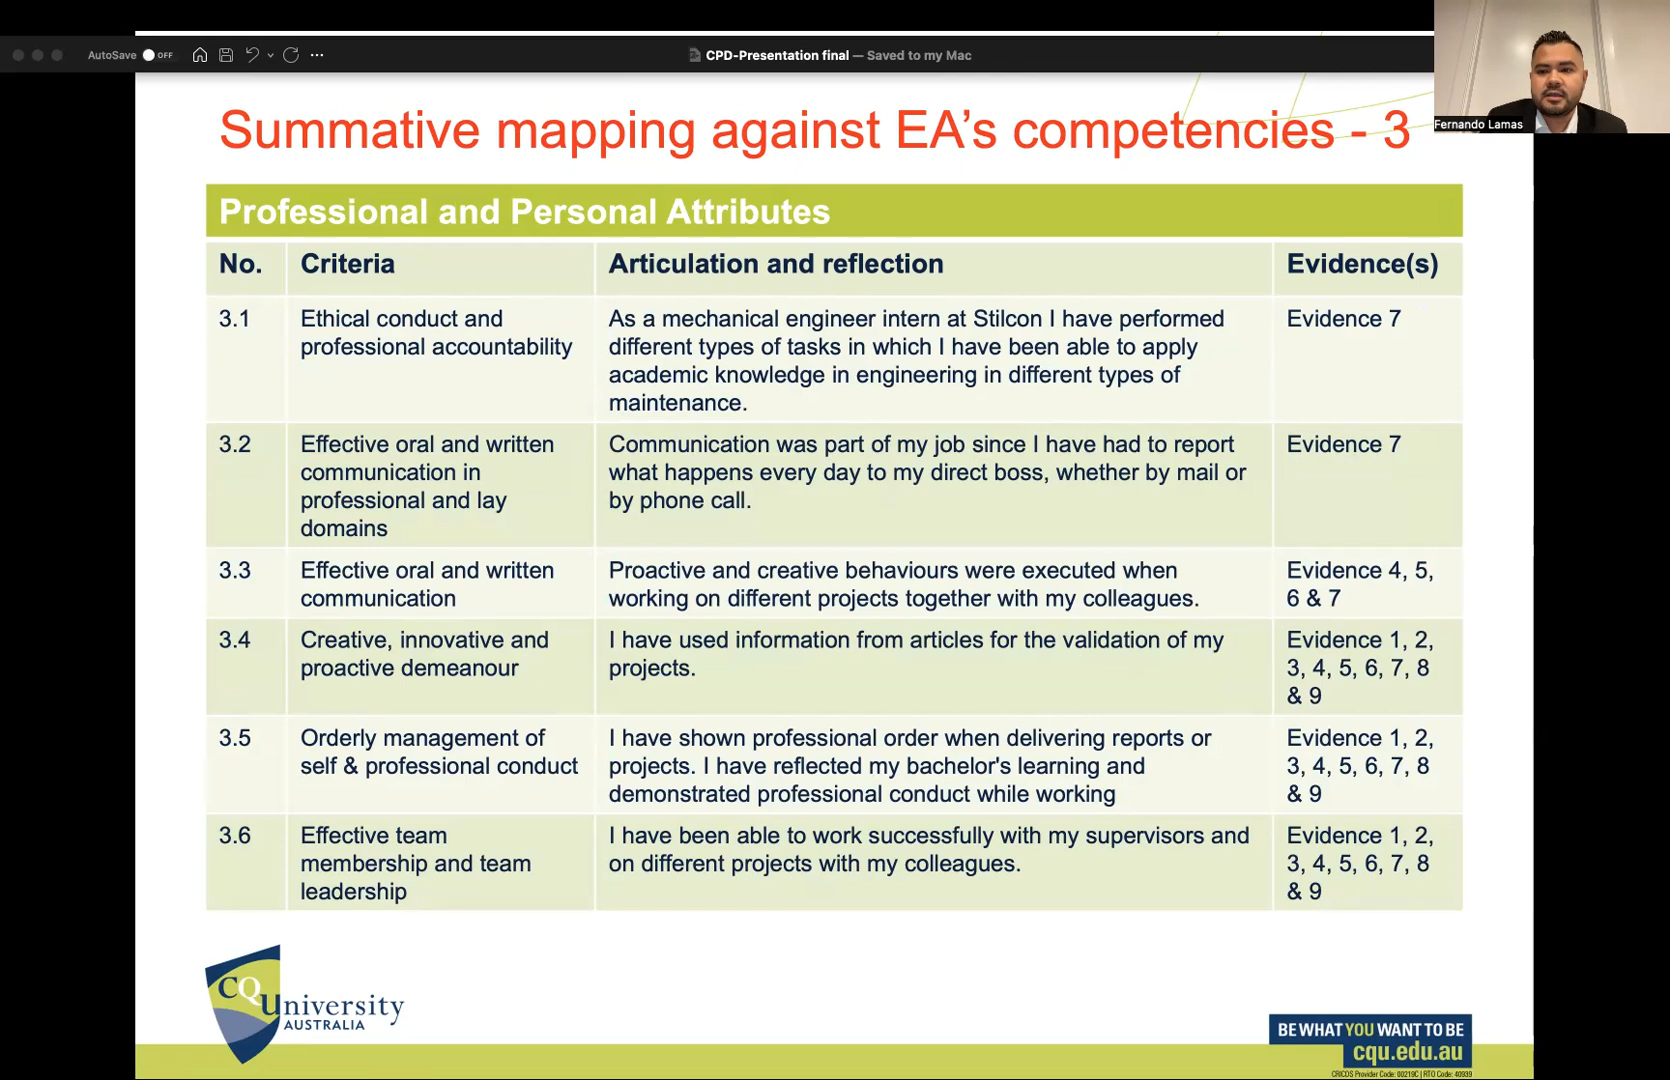 AutoSave OFF
CPD-Presentation final — Saved to my Mac
Fernando Lamas
Summative mapping against EA's competencies - 3
Professional and Personal Attributes
No. Criteria Articulation and reflection Evidence(s)
3.1 Ethical conduct and As a mechanical engineer intern at Stilcon I have performed Evidence 7
professional accountability different types of tasks in which I have been able to apply
academic knowledge in engineering in different types of
maintenance.
3.2 Effective oral and written Communication was part of my job since I have had to report Evidence 7
communication in what happens every day to my direct boss, whether by mail or
professional and lay by phone call.
domains
3.3 Effective oral and written Proactive and creative behaviours were executed when Evidence 4, 5,
communication working on different projects together with my colleagues. 6 & 7
3.4 Creative, innovative and I have used information from articles for the validation of my Evidence 1, 2,
proactive demeanour projects. 3, 4, 5, 6, 7, 8
& 9
3.5 Orderly management of I have shown professional order when delivering reports or Evidence 1, 2,
self & professional conduct projects. I have reflected my bachelor's learning and 3, 4, 5, 6, 7, 8
demonstrated professional conduct while working & 9
3.6 Effective team I have been able to work successfully with my supervisors and Evidence 1, 2,
membership and team on different projects with my colleagues. 3, 4, 5, 6, 7, 8
leadership & 9
CQUniversity
AUSTRALIA
BE WHAT YOU WANT TO BE
cqu.edu.au
CRICOS Provider Code: 00219C | RTO Code: 40939